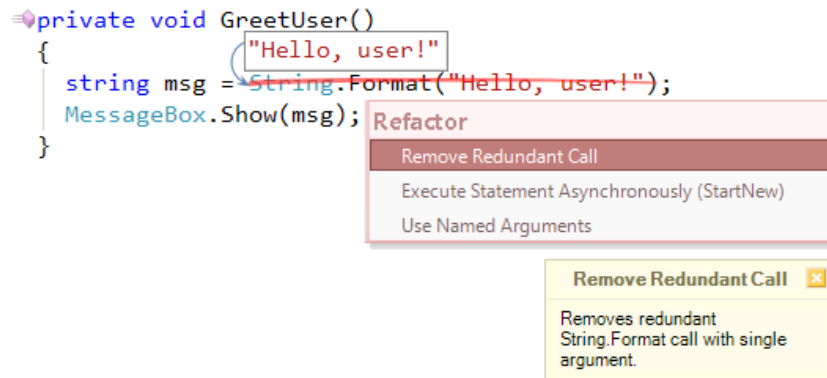 private void GreetUser()
{
"Hello, user!"
string msg = String.Format("Hello, user!");
MessageBox.Show(msg);
}
Refactor
Remove Redundant Call
Execute Statement Asynchronously (StartNew)
Use Named Arguments
Remove Redundant Call
Removes redundant
String.Format call with single
argument.